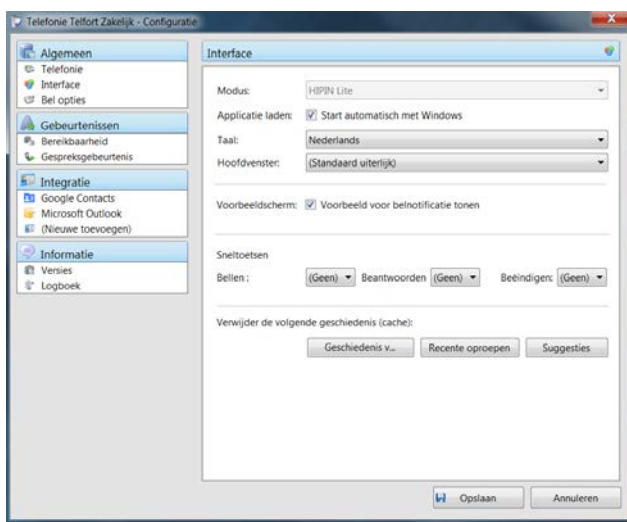 Telefonie Telfort Zakelijk - Configuratie
Algemeen
Telefonie
Interface
Bel opties
Gebeurtenissen
Bereikbaarheid
Gespreksgebeurtenis
Integratie
Google Contacts
Microsoft Outlook
(Nieuwe toevoegen)
Informatie
Versies
Logboek
Interface
Modus: HIPIN Lite
Applicatie laden: Start automatisch met Windows
Taal: Nederlands
Hoofdvenster: (Standaard uiterlijk)
Voorbeeldscherm: Voorbeeld voor belnotificatie tonen
Sneltoetsen
Bellen : (Geen) Beantwoorden (Geen) Beëindigen: (Geen)
Verwijder de volgende geschiedenis (cache):
Geschiedenis v... Recente oproepen Suggesties
Opslaan Annuleren